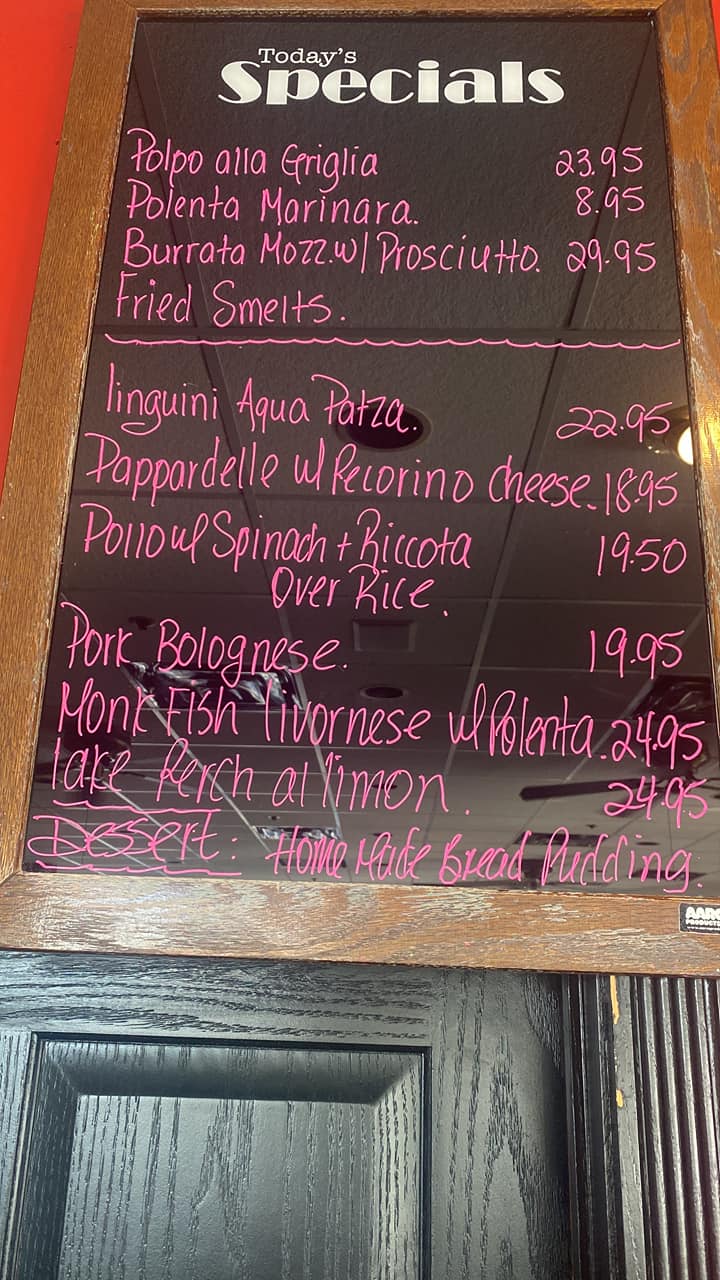 Today's
Specials
Polpo alla Griglia 23.95
Polenta Marinara. 8.95
Burrata Mozz. w/ Prosciutto. 29.95
Fried Smelts.
linguini Aqua Patza. 22.95
Pappardelle w/ Pecorino cheese. 18.95
Pollo w/ Spinach + Riccota 19.50
Over Rice.
Pork Bolognese. 19.95
Monk Fish livornese w/ Polenta. 24.95
lake Perch al limon. 24.95
Dessert: Home Made Bread Pudding.